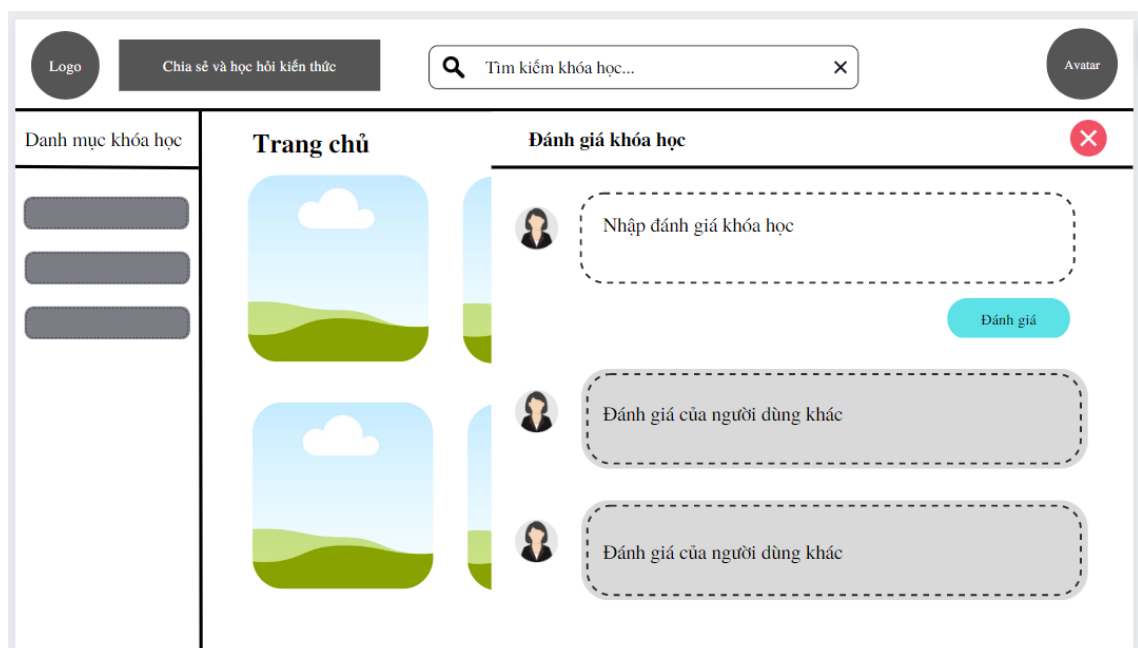 Logo
Chia sẻ và học hỏi kiến thức
Tìm kiếm khóa học...
Avatar
Danh mục khóa học
Trang chủ
Đánh giá khóa học
Nhập đánh giá khóa học
Đánh giá
Đánh giá của người dùng khác
Đánh giá của người dùng khác